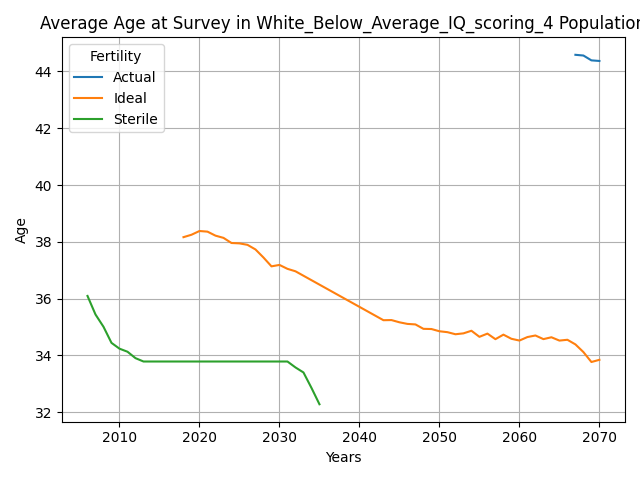 Average Age at Survey in White_Below_Average_IQ_scoring_4 Population
Fertility
Actual
Ideal
Sterile
44
42
40
38
36
34
32
Age
2010 2020 2030 2040 2050 2060 2070
Years